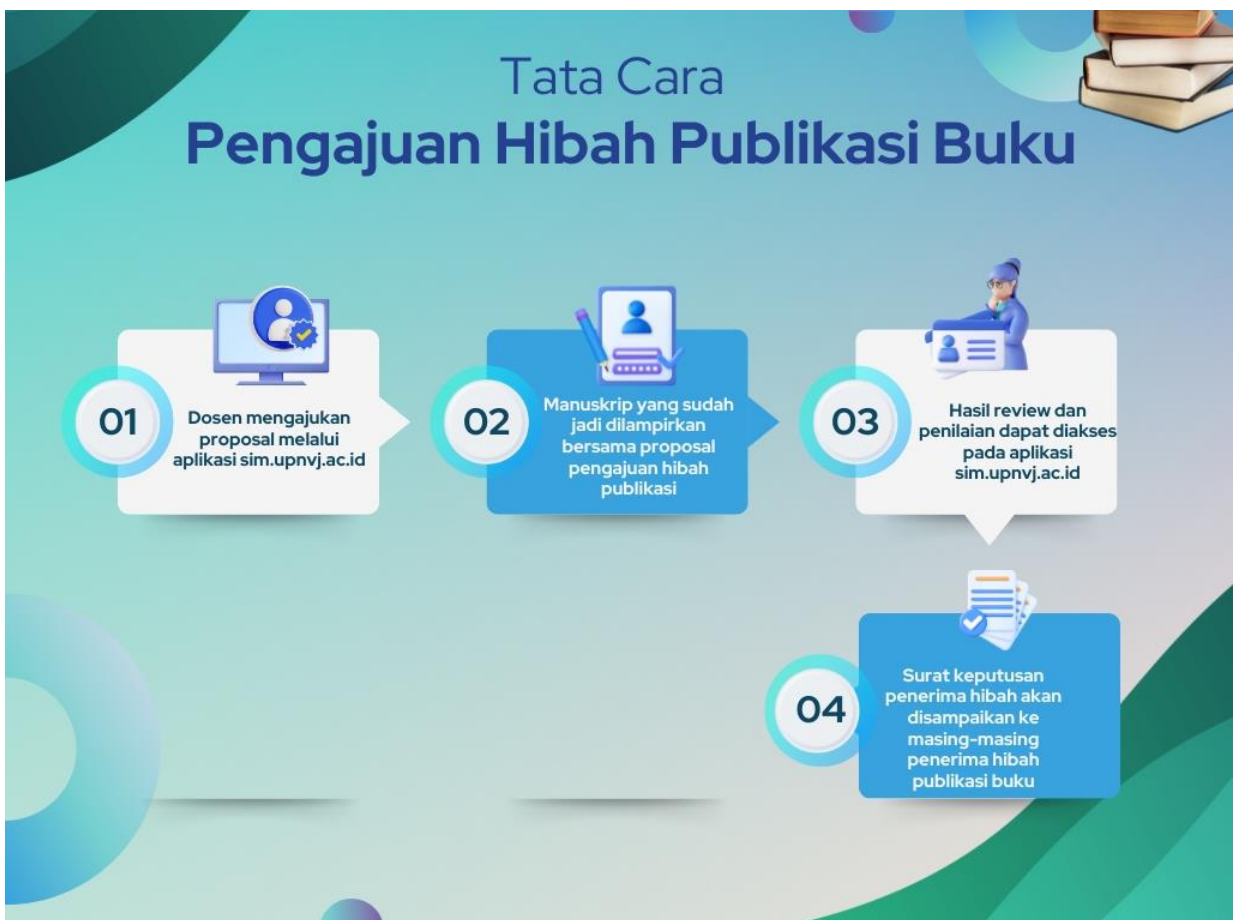 Tata Cara
Pengajuan Hibah Publikasi Buku
01
Dosen mengajukan
proposal melalui
aplikasi sim.upnvj.ac.id
02
Manuskrip yang sudah
jadi dilampirkan
bersama proposal
pengajuan hibah
publikasi
03
Hasil review dan
penilaian dapat diakses
pada aplikasi
sim.upnvj.ac.id
04
Surat keputusan
penerima hibah akan
disampaikan ke
masing-masing
penerima hibah
publikasi buku